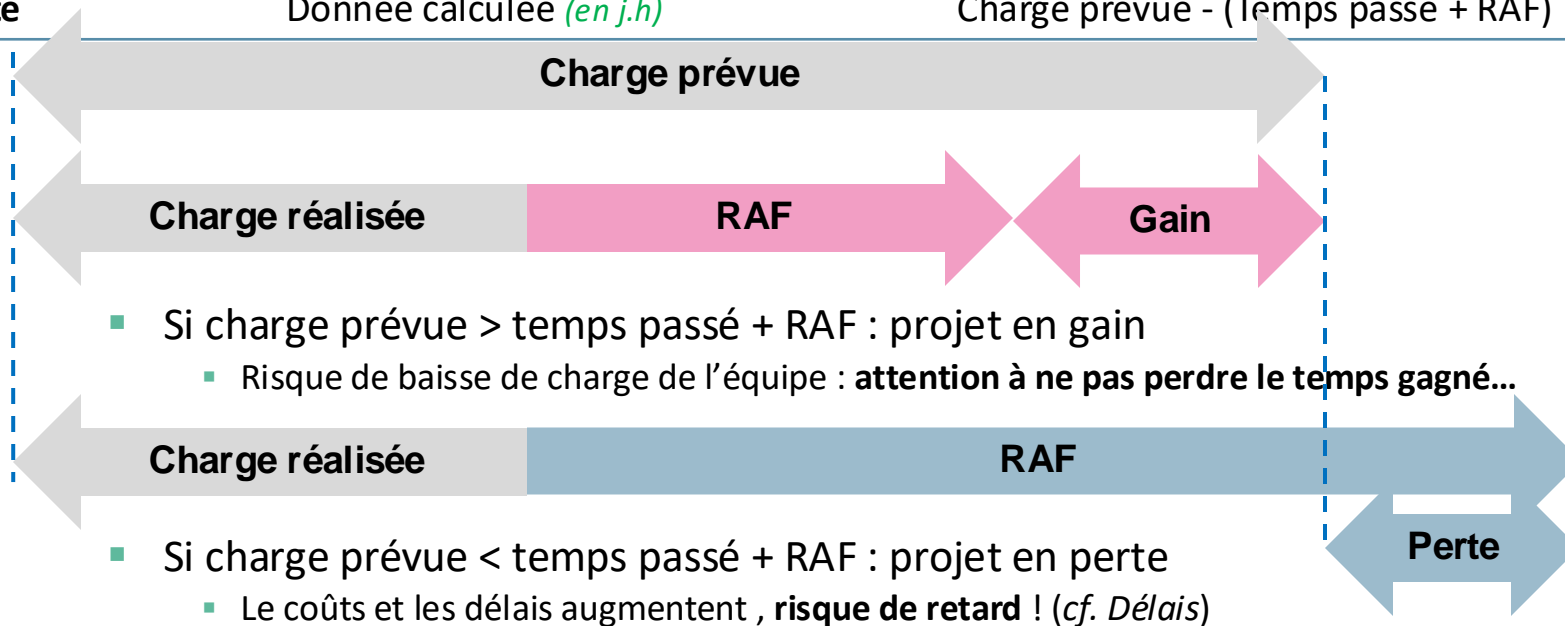 te Donnée calculée (en j.h) Charge prévue - (Temps passé + RAF)
Charge prévue
Charge réalisée RAF Gain
Si charge prévue > temps passé + RAF : projet en gain
Risque de baisse de charge de l’équipe : attention à ne pas perdre le temps gagné…
Charge réalisée RAF
Perte
Si charge prévue < temps passé + RAF : projet en perte
Le coûts et les délais augmentent , risque de retard ! (cf. Délais)